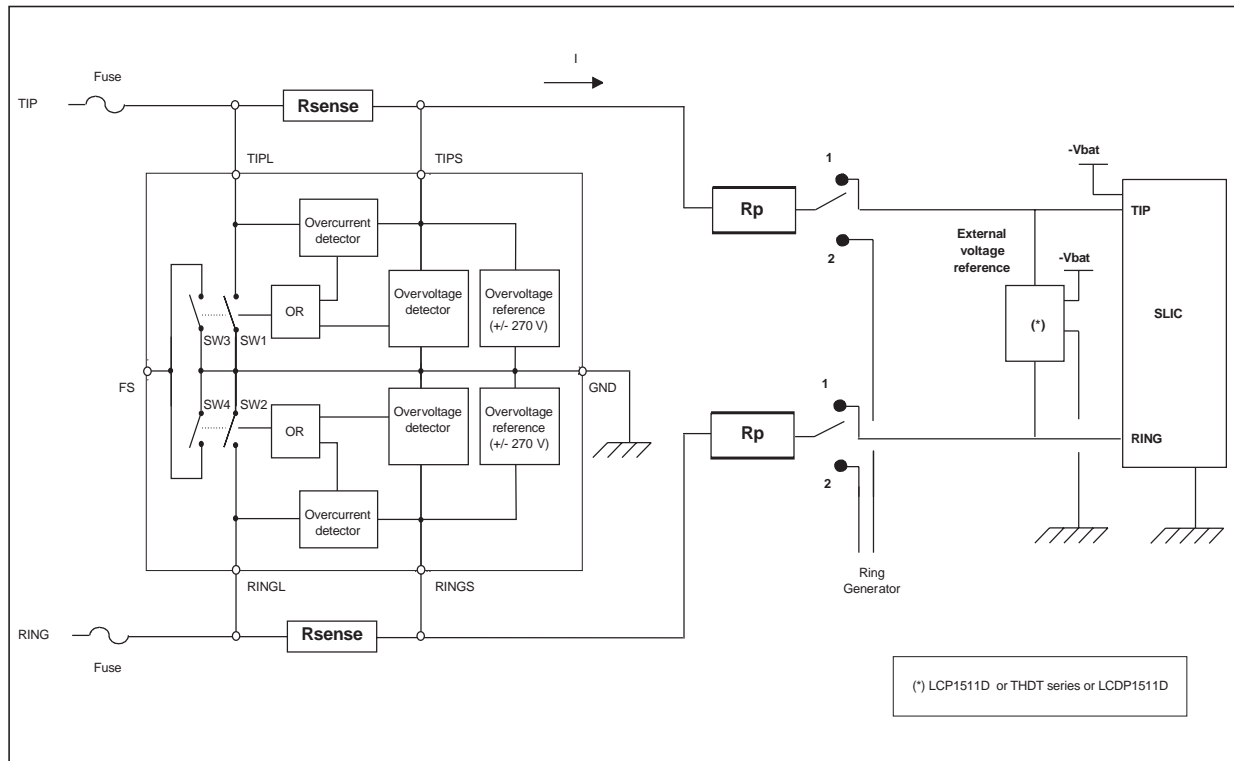 I
Fuse
TIP
Rsense
TIPL
TIPS
1
-Vbat
Rp
TIP
Overcurrent
detector
2
External
voltage
reference
-Vbat
OR
Overvoltage
detector
Overvoltage
reference
(+/- 270 V)
(*)
SLIC
SW3
SW1
FS
GND
SW4
SW2
1
OR
Overvoltage
detector
Overvoltage
reference
(+/- 270 V)
Rp
RING
2
Overcurrent
detector
RINGL
RINGS
Ring
Generator
RING
Rsense
Fuse
(*) LCP1511D or THDT series or LCDP1511D